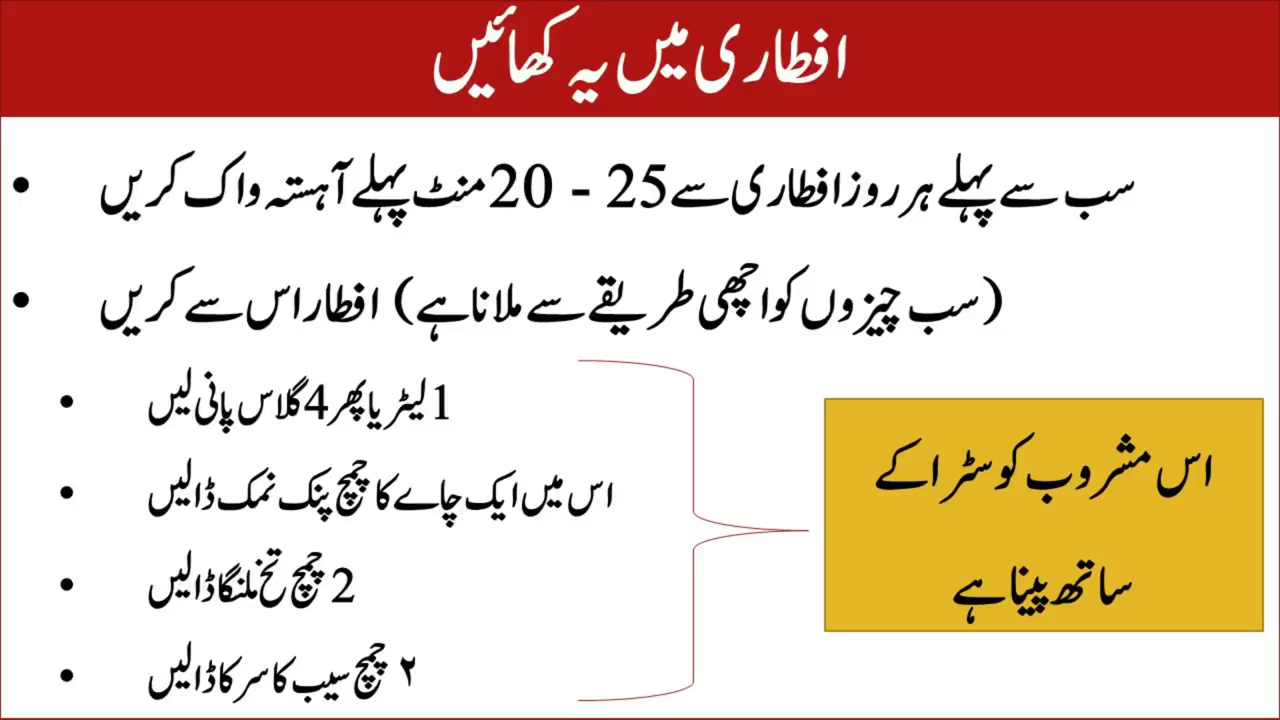 افطاری میں یہ کھائیں
• سب سے پہلے ہر روز افطاری سے 25 - 20 منٹ پہلے آہستہ واک کریں
• (سب چیزوں کو اچھی طریقے سے ملانا ہے) افطار اس سے کریں
• 1 لیٹر یا پھر 4 گلاس پانی لیں
• اس میں ایک چاے کا چمچ پنک نمک ڈالیں
• 2 چمچ تخ ملنگا ڈالیں
• ۲ چمچ سیب کا سرکا ڈالیں
اس مشروب کو سٹرا کے
ساتھ پینا ہے